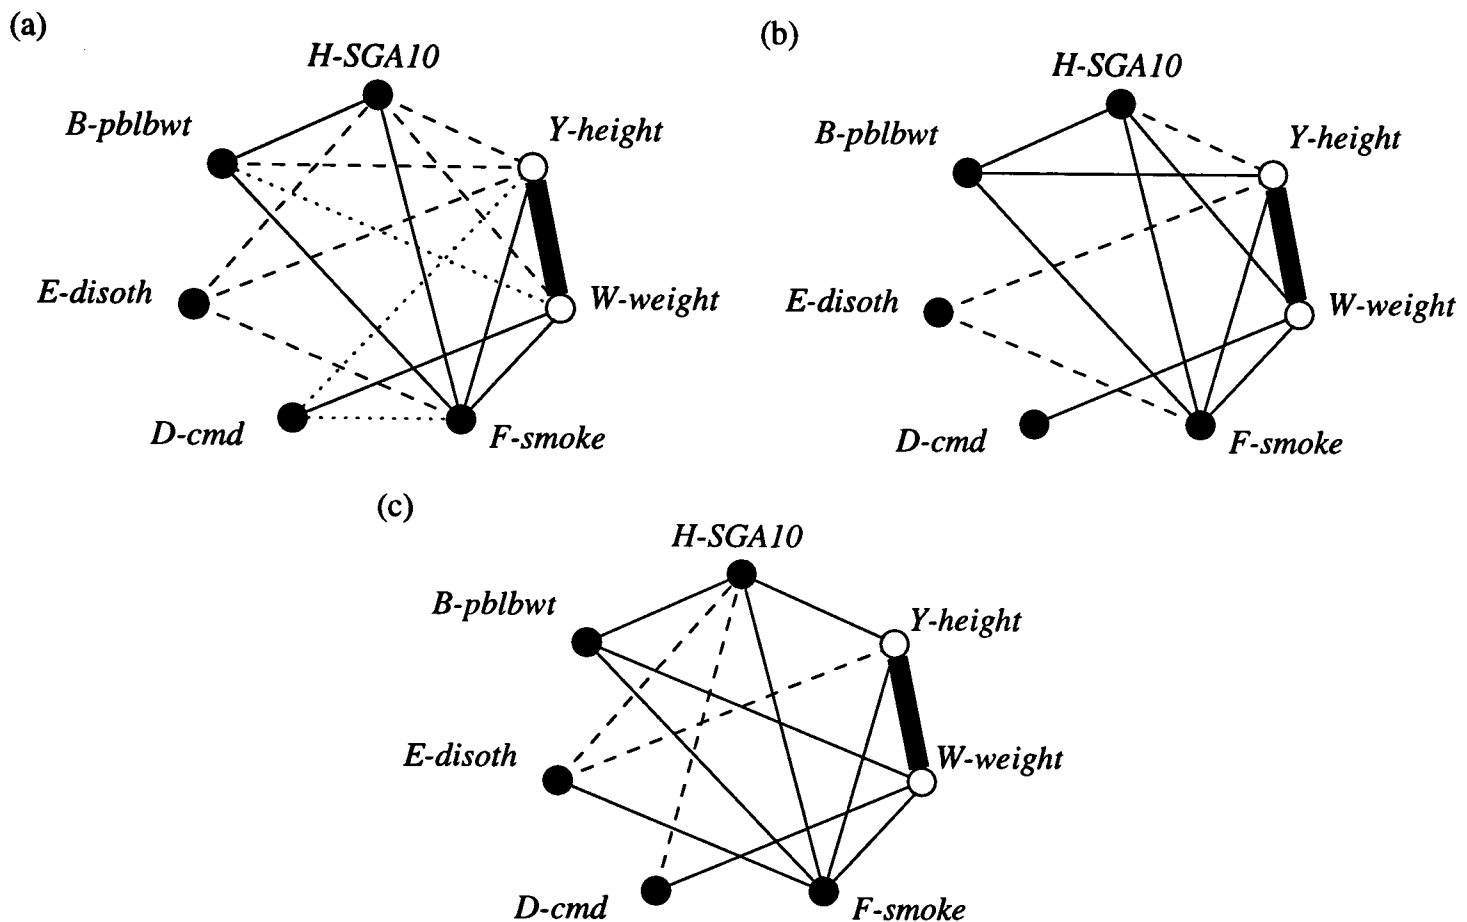 (a)
H-SGA10
B-pblbwt
Y-height
E-disoth
W-weight
D-cmd
F-smoke
(b)
H-SGA10
B-pblbwt
Y-height
E-disoth
W-weight
D-cmd
F-smoke
(c)
H-SGA10
B-pblbwt
Y-height
E-disoth
W-weight
D-cmd
F-smoke